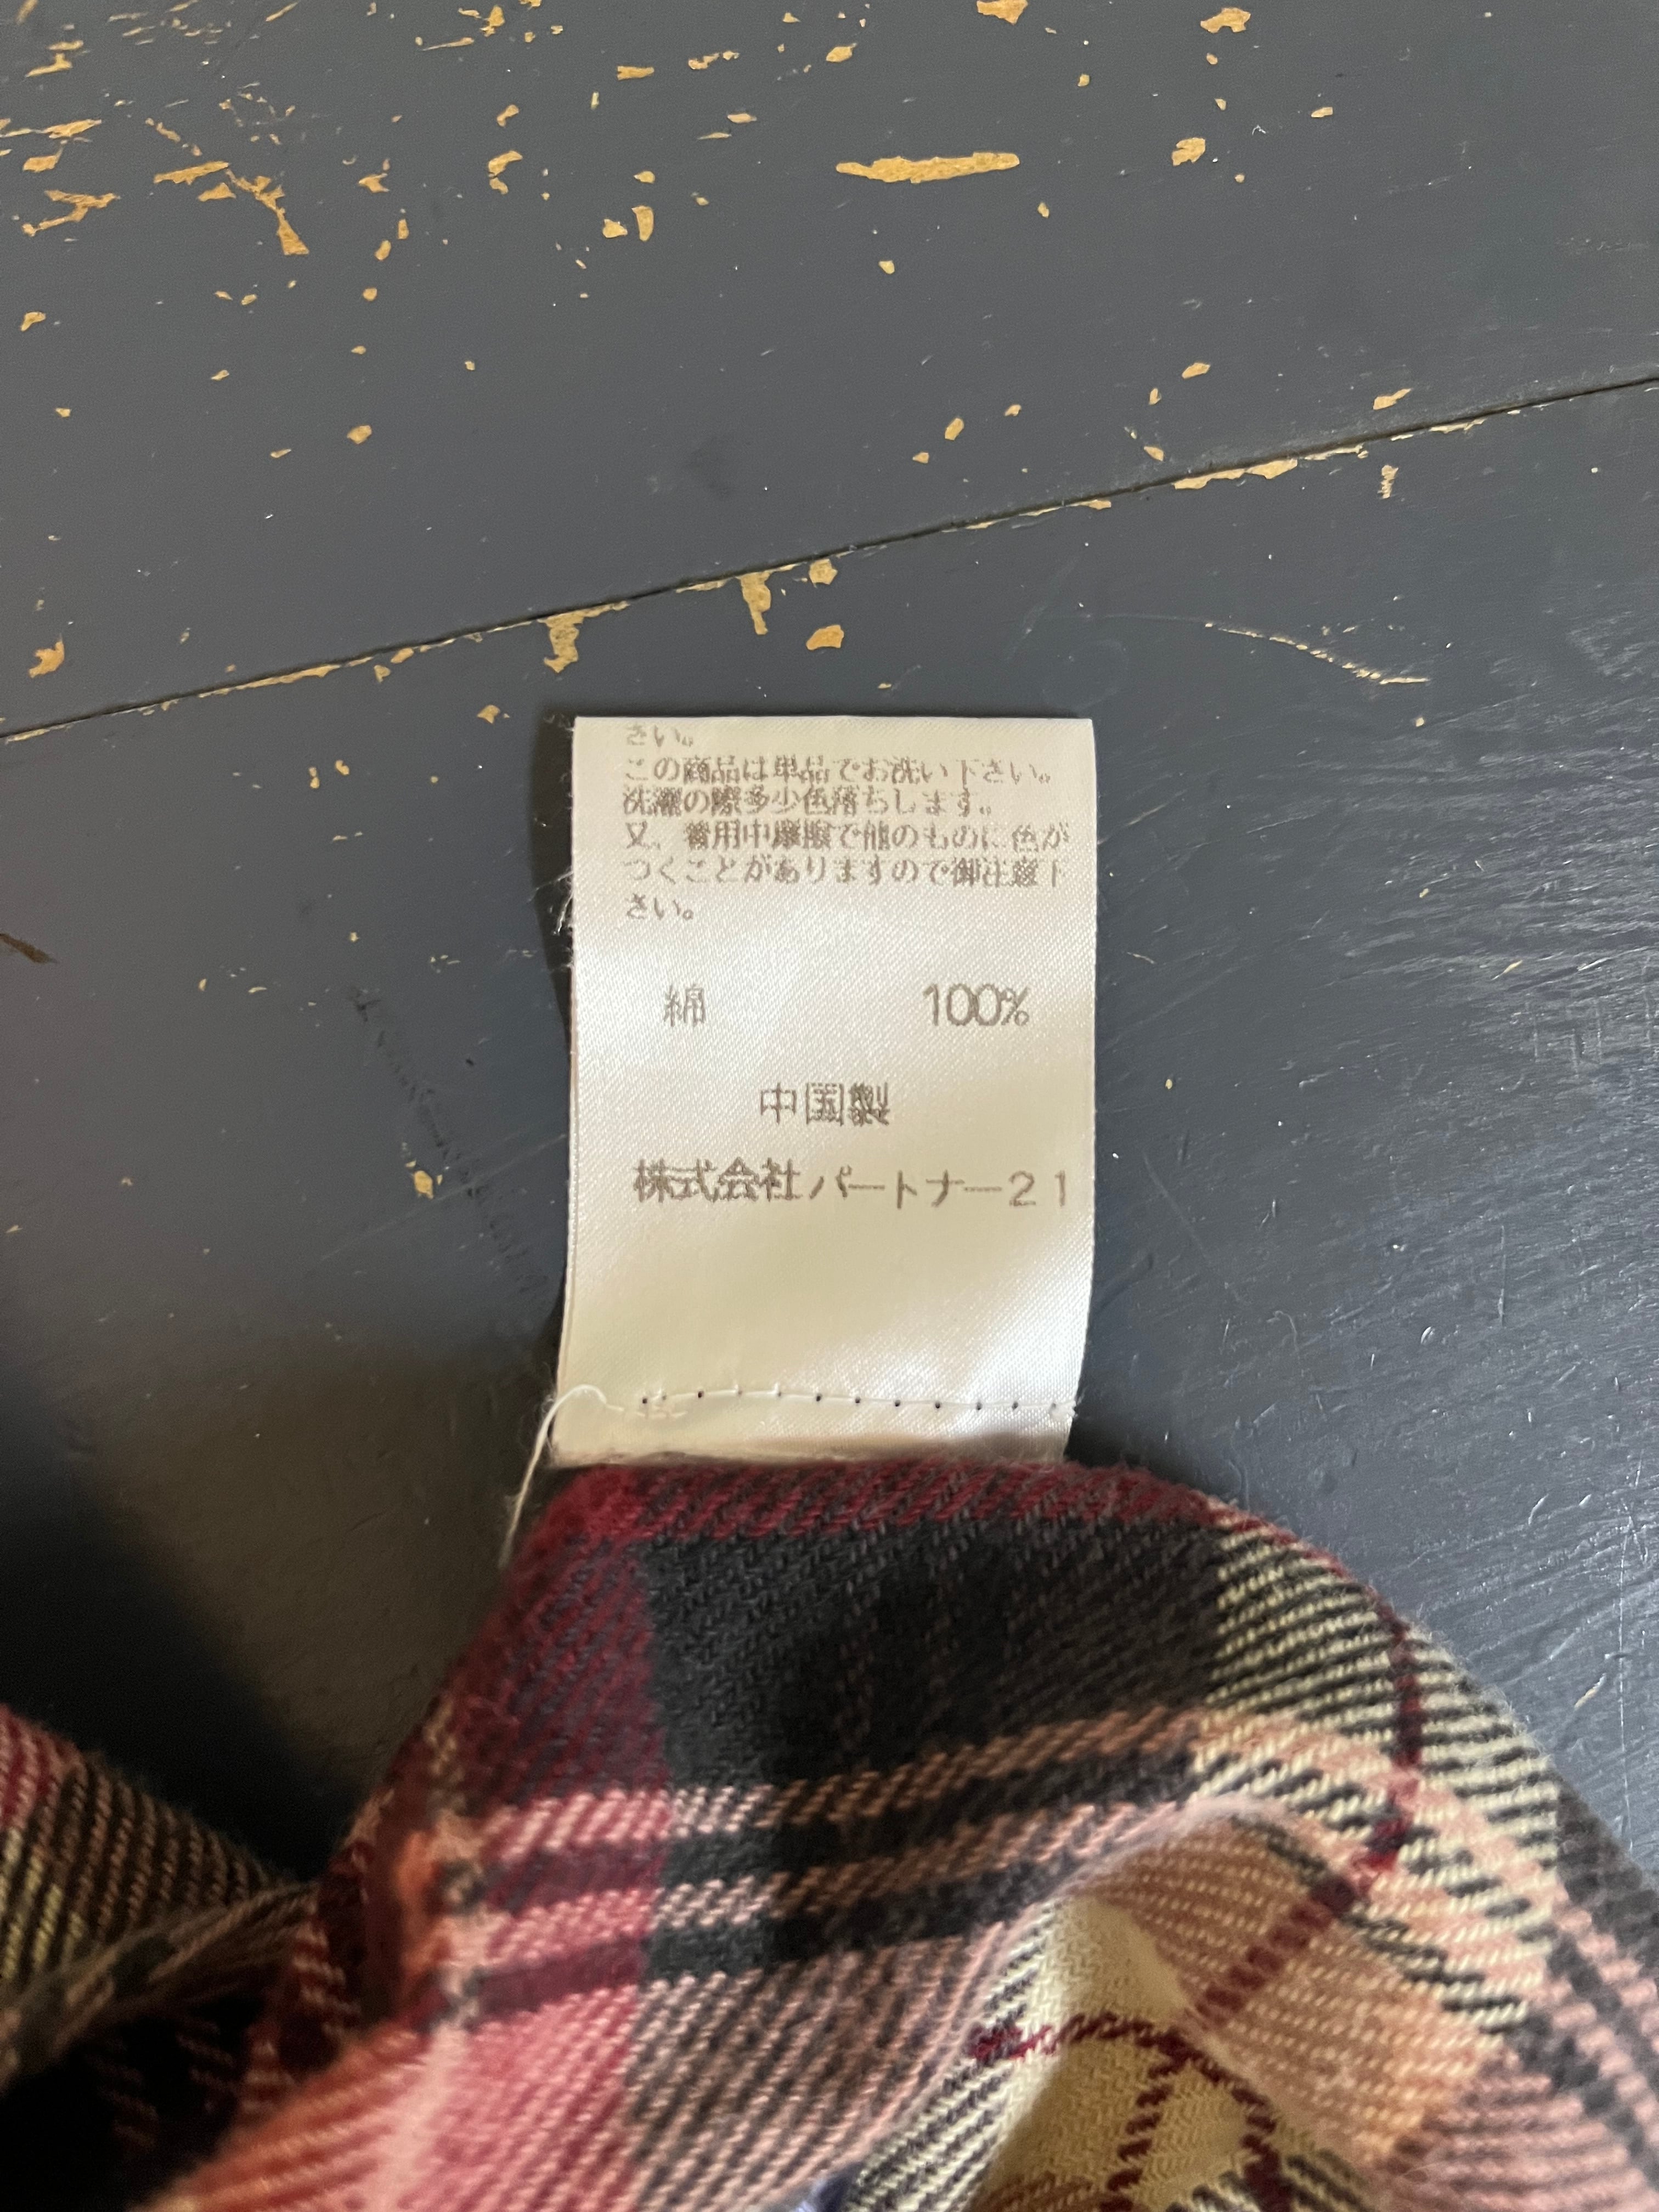 さい。
この商品は単品でお洗い下さい。
洗濯の際多少色落ちします。
又、着用中摩擦で他のものに色が
つくことがありますので御注意下
さい。
綿 100%
中国製
株式会社パートナー21